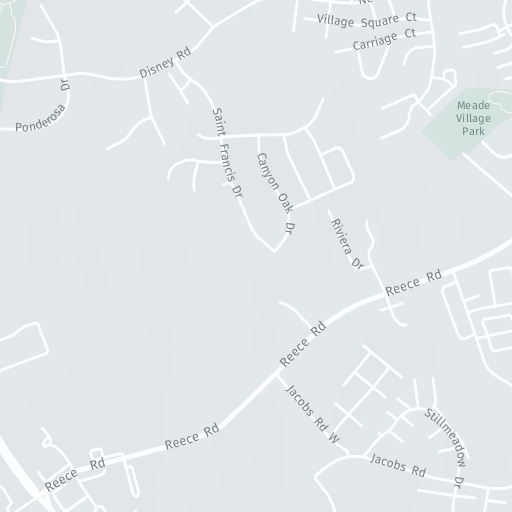 Ne
Village Square Ct
Carriage Ct
Disney Rd
Ponderosa Dr
Meade
Village
Park
Saint Francis Dr
Canyon Oak Dr
Riviera Dr
Reece Rd
Reece Rd
Jacobs Rd W
Stillmeadow Dr
Reece Rd
Reece Rd
Jacobs Rd